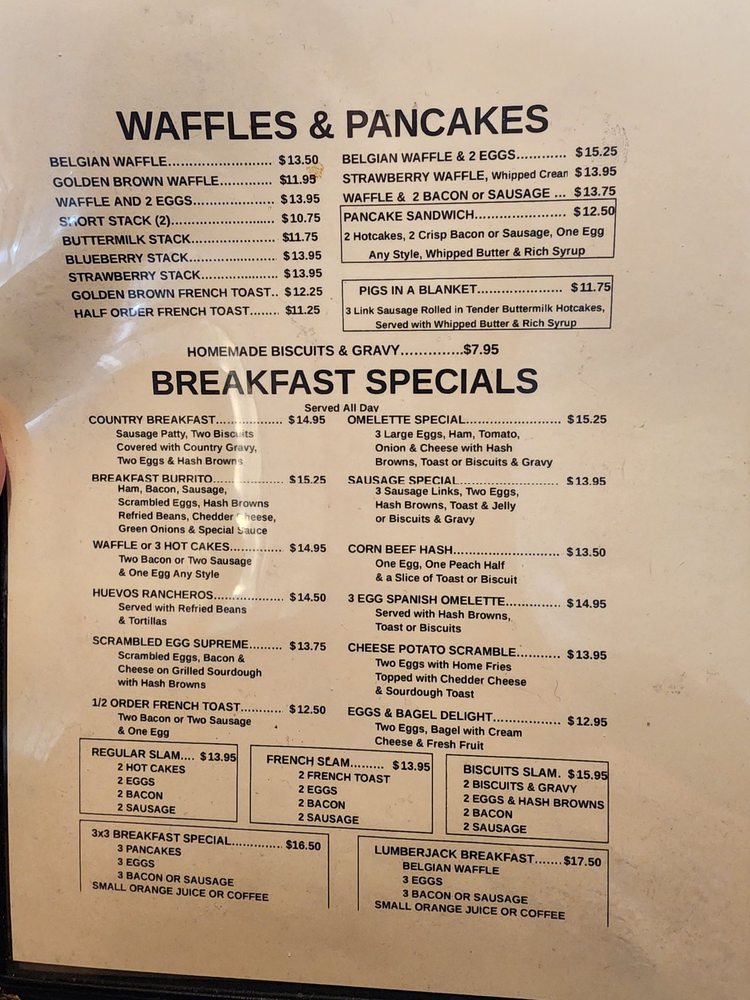 WAFFLES & PANCAKES
BELGIAN WAFFLE............................ $13.50
GOLDEN BROWN WAFFLE.............. $11.95
WAFFLE AND 2 EGGS..................... $13.95
SHORT STACK (2)........................... $10.75
BUTTERMILK STACK...................... $11.75
BLUEBERRY STACK....................... $13.95
STRAWBERRY STACK.................... $13.95
GOLDEN BROWN FRENCH TOAST.. $12.25
HALF ORDER FRENCH TOAST........ $11.25
BELGIAN WAFFLE & 2 EGGS............ $15.25
STRAWBERRY WAFFLE, Whipped Cream $13.95
WAFFLE & 2 BACON or SAUSAGE ... $13.75
PANCAKE SANDWICH...................... $12.50
2 Hotcakes, 2 Crisp Bacon or Sausage, One Egg
Any Style, Whipped Butter & Rich Syrup
PIGS IN A BLANKET..................... $11.75
3 Link Sausage Rolled in Tender Buttermilk Hotcakes,
Served with Whipped Butter & Rich Syrup
HOMEMADE BISCUITS & GRAVY..............$7.95
BREAKFAST SPECIALS
Served All Day
COUNTRY BREAKFAST................. $14.95
Sausage Patty, Two Biscuits
Covered with Country Gravy,
Two Eggs & Hash Browns
BREAKFAST BURRITO.................. $15.25
Ham, Bacon, Sausage,
Scrambled Eggs, Hash Browns
Refried Beans, Chedder Cheese,
Green Onions & Special Sauce
WAFFLE or 3 HOT CAKES.............. $14.95
Two Bacon or Two Sausage
& One Egg Any Style
HUEVOS RANCHEROS.................. $14.50
Served with Refried Beans
& Tortillas
SCRAMBLED EGG SUPREME......... $13.75
Scrambled Eggs, Bacon &
Cheese on Grilled Sourdough
with Hash Browns
1/2 ORDER FRENCH TOAST............ $12.50
Two Bacon or Two Sausage
& One Egg
OMELETTE SPECIAL........................ $15.25
3 Large Eggs, Ham, Tomato,
Onion & Cheese with Hash
Browns, Toast or Biscuits & Gravy
SAUSAGE SPECIAL.......................... $13.95
3 Sausage Links, Two Eggs,
Hash Browns, Toast & Jelly
or Biscuits & Gravy
CORN BEEF HASH........................... $13.50
One Egg, One Peach Half
& a Slice of Toast or Biscuit
3 EGG SPANISH OMELETTE.............. $14.95
Served with Hash Browns,
Toast or Biscuits
CHEESE POTATO SCRAMBLE........... $13.95
Two Eggs with Home Fries
Topped with Chedder Cheese
& Sourdough Toast
EGGS & BAGEL DELIGHT................. $12.95
Two Eggs, Bagel with Cream
Cheese & Fresh Fruit
REGULAR SLAM.... $13.95
2 HOT CAKES
2 EGGS
2 BACON
2 SAUSAGE
FRENCH SLAM......... $13.95
2 FRENCH TOAST
2 EGGS
2 BACON
2 SAUSAGE
BISCUITS SLAM. $15.95
2 BISCUITS & GRAVY
2 EGGS & HASH BROWNS
2 BACON
2 SAUSAGE
3x3 BREAKFAST SPECIAL.............. $16.50
3 PANCAKES
3 EGGS
3 BACON OR SAUSAGE
SMALL ORANGE JUICE OR COFFEE
LUMBERJACK BREAKFAST.......$17.50
BELGIAN WAFFLE
3 EGGS
3 BACON OR SAUSAGE
SMALL ORANGE JUICE OR COFFEE